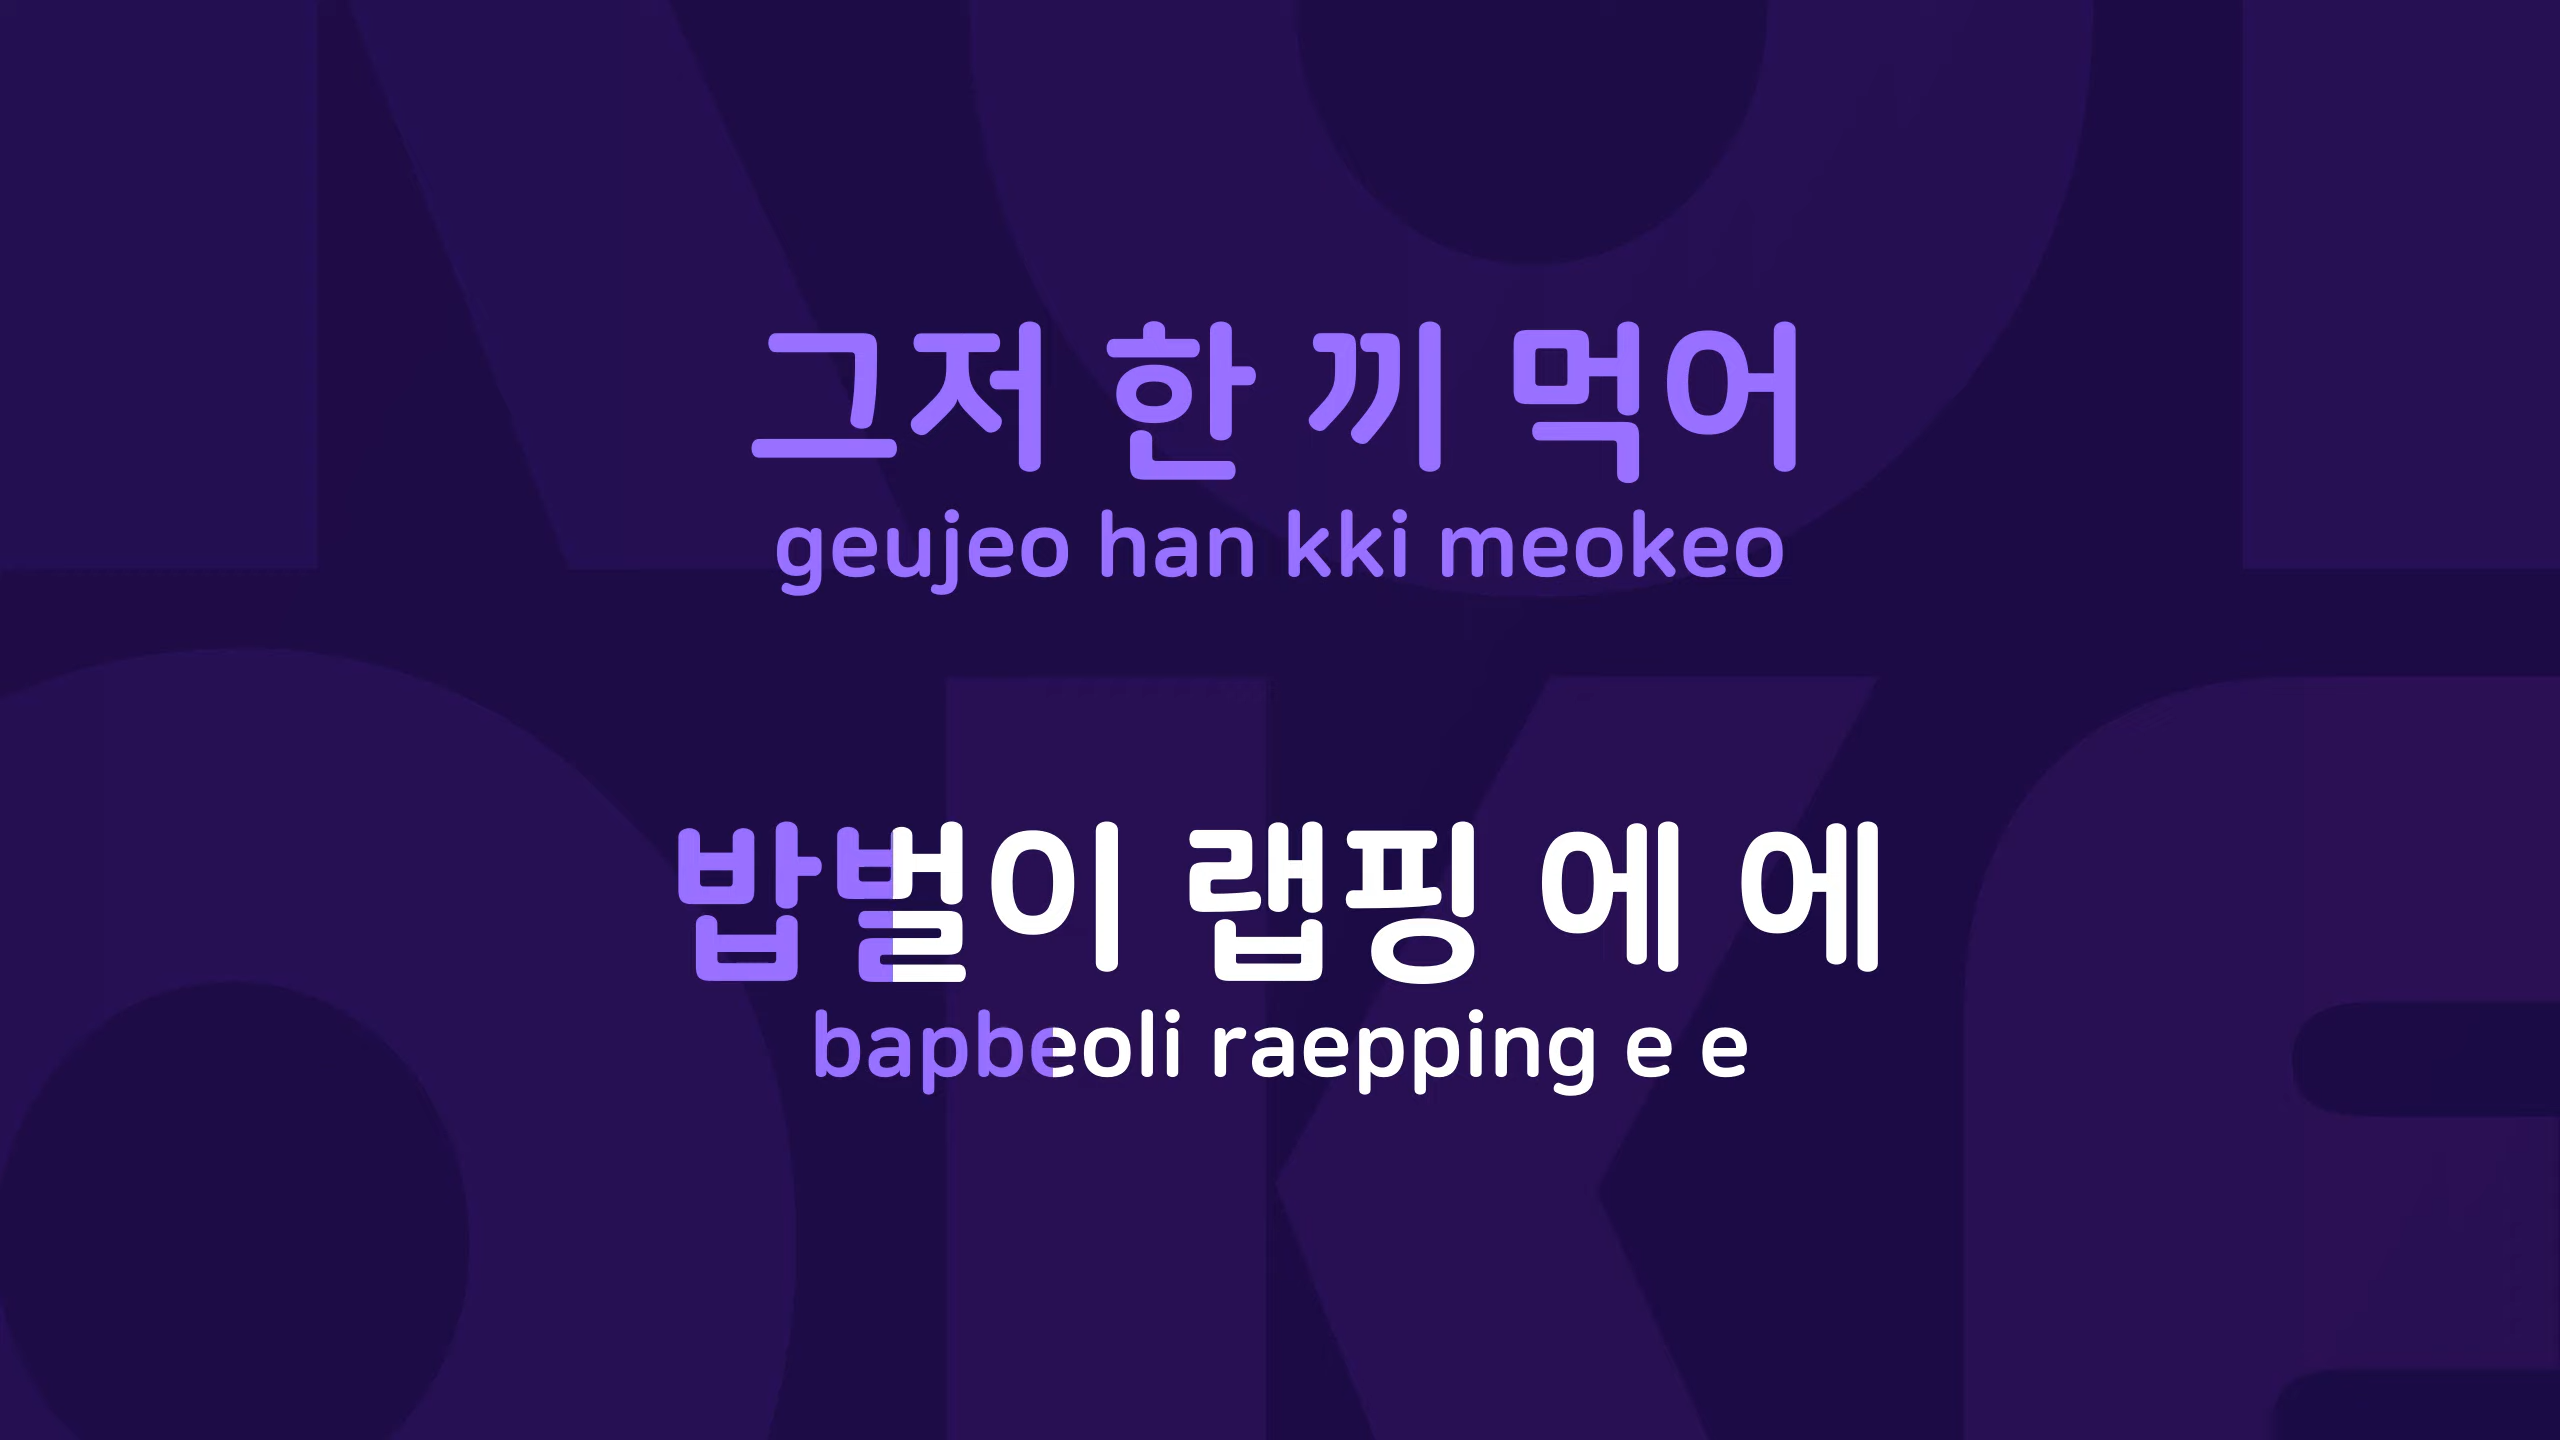 그저 한 끼 먹어
geujeo han kki meokeo
밥벌이 랩핑 에 에
bapbeoli raepping e e